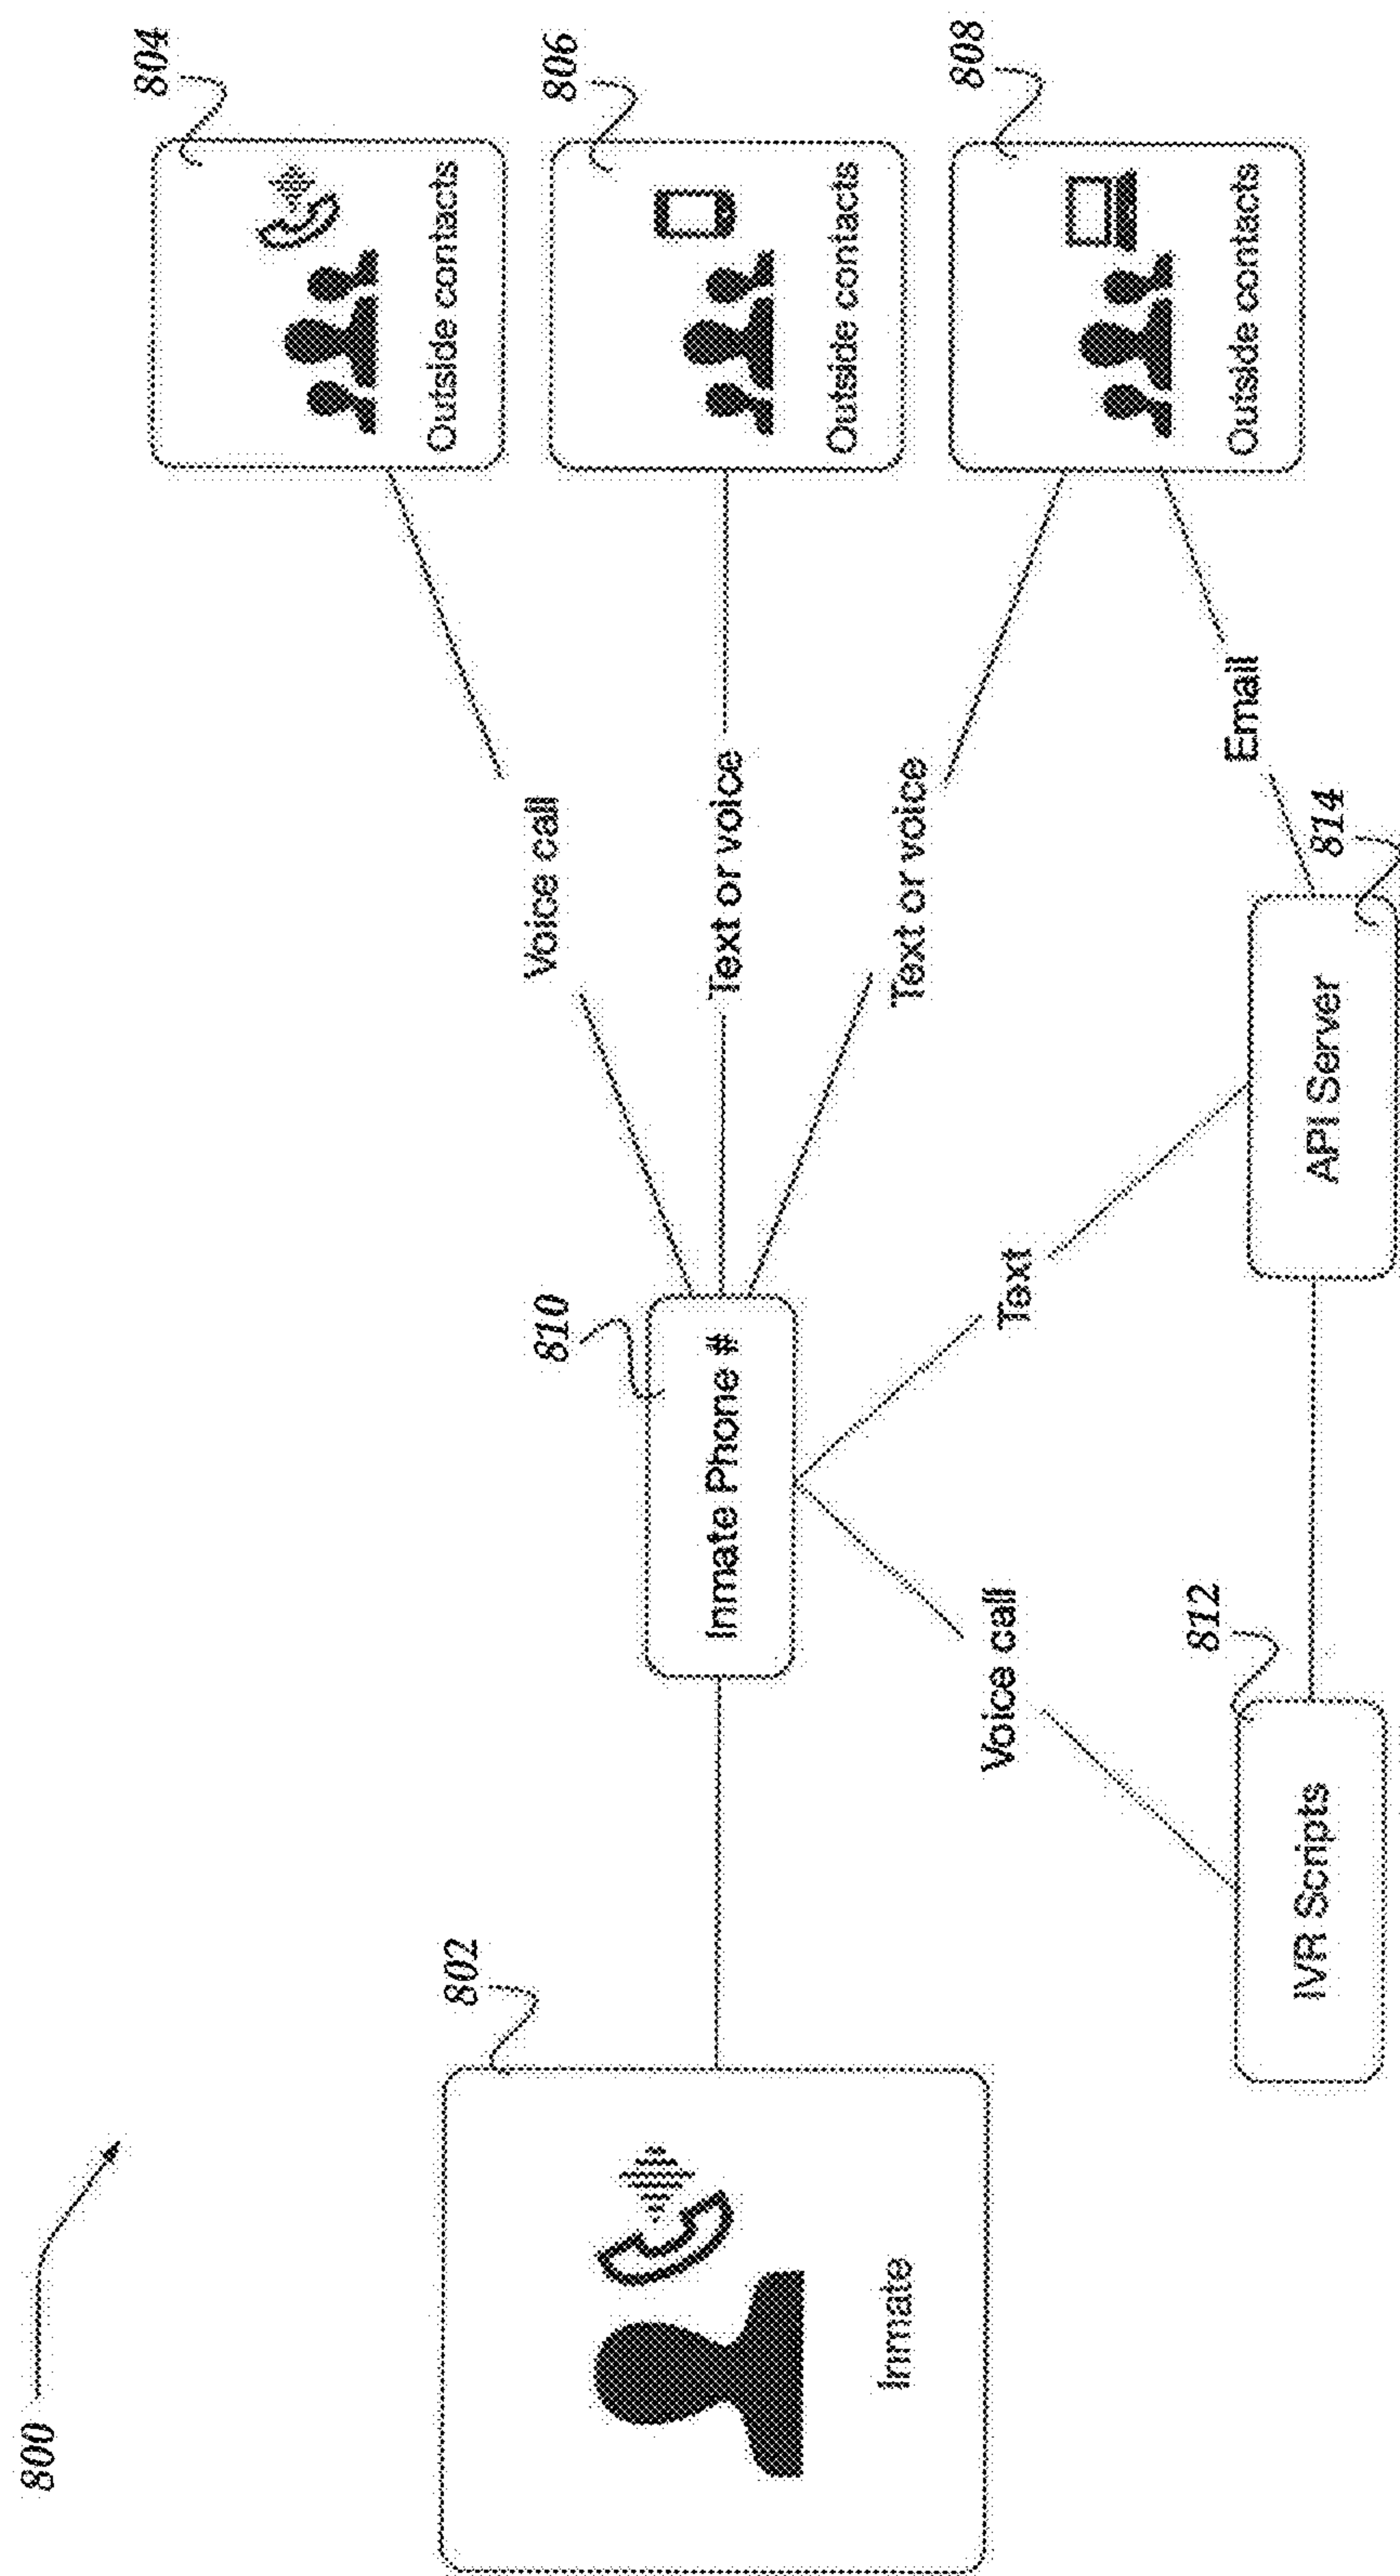 800
802
Inmate
810
Inmate Phone #
Voice call
Text or voice
Text or voice
804
Outside contacts
806
Outside contacts
808
Outside contacts
Voice call
Text
Email
812
IVR Scripts
814
API Server